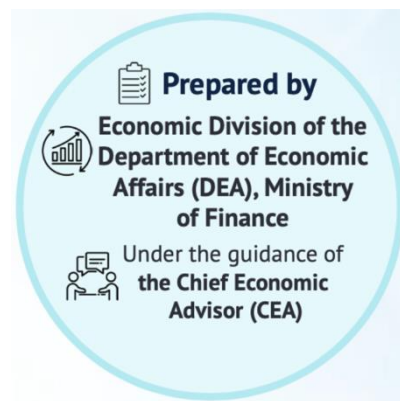 Prepared by
Economic Division of the
Department of Economic
Affairs (DEA), Ministry
of Finance
Under the guidance of
the Chief Economic
Advisor (CEA)